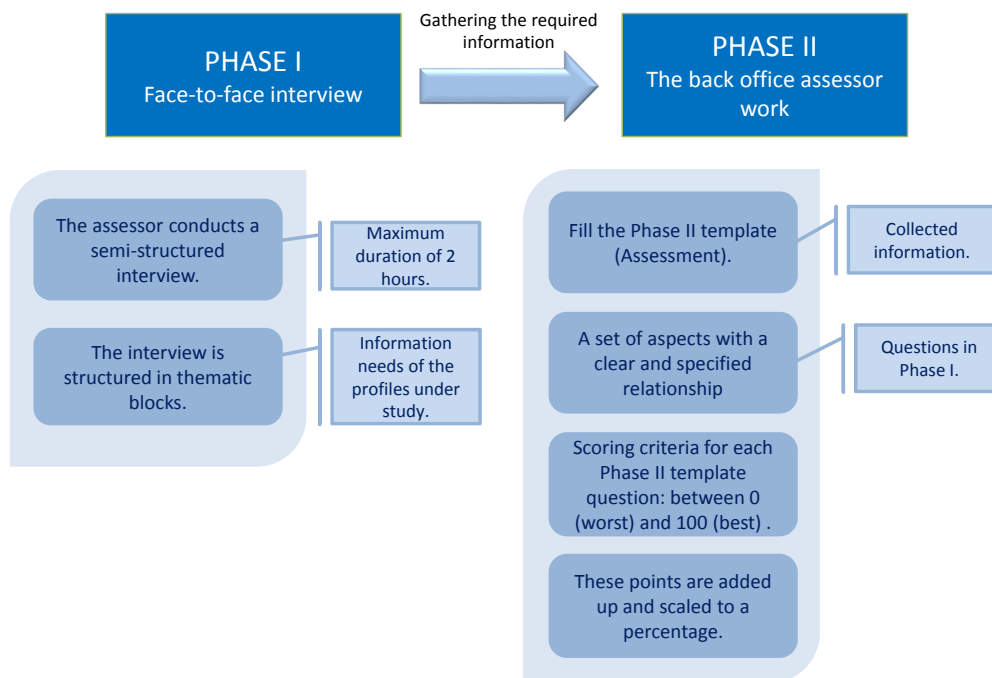 PHASE I
Face-to-face interview
Gathering the required
information
PHASE II
The back office assessor
work
The assessor conducts a
semi-structured
interview.
Maximum
duration of 2
hours.
The interview is
structured in thematic
blocks.
Information
needs of the
profiles under
study.
Fill the Phase II template
(Assessment).
Collected
information.
A set of aspects with a
clear and specified
relationship
Questions in
Phase I.
Scoring criteria for each
Phase II template
question: between 0
(worst) and 100 (best) .
These points are added
up and scaled to a
percentage.